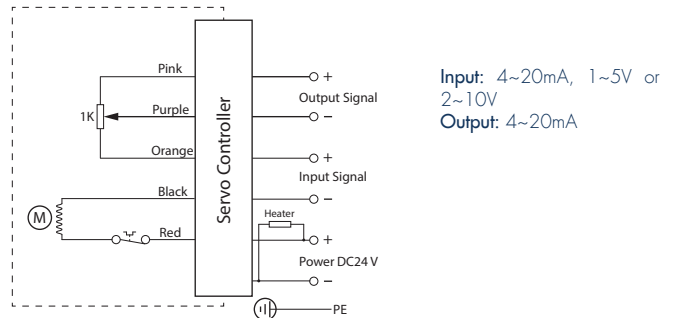 Pink
Purple
1K
Orange
Black
M
Red
Servo Controller
+
Output Signal
−
+
Input Signal
−
Heater
+
Power DC24 V
−
PE
Input: 4~20mA, 1~5V or
2~10V
Output: 4~20mA